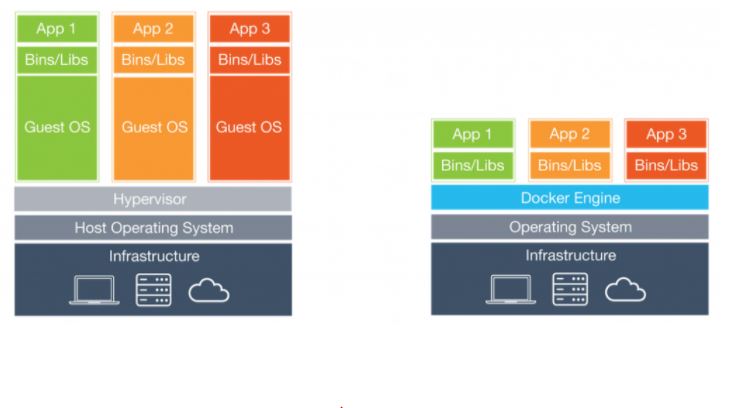 App 1
App 2
App 3
Bins/Libs
Bins/Libs
Bins/Libs
Guest OS
Guest OS
Guest OS
Hypervisor
Host Operating System
Infrastructure
App 1
App 2
App 3
Bins/Libs
Bins/Libs
Bins/Libs
Docker Engine
Operating System
Infrastructure